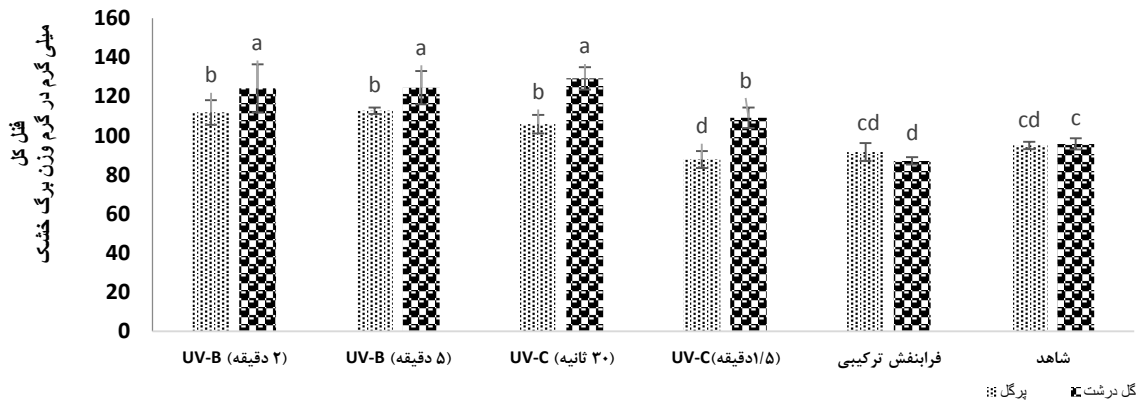 فنل کل
میلی گرم در گرم وزن برگ خشک
160
140
120
100
80
60
40
20
0
b a b a b a d b cd d cd c
UV-B (۲ دقیقه) UV-B (۵ دقیقه) UV-C (۳۰ ثانیه) UV-C(۱/۵دقیقه) فرابنفش ترکیبی شاهد
پرگل گل درشت